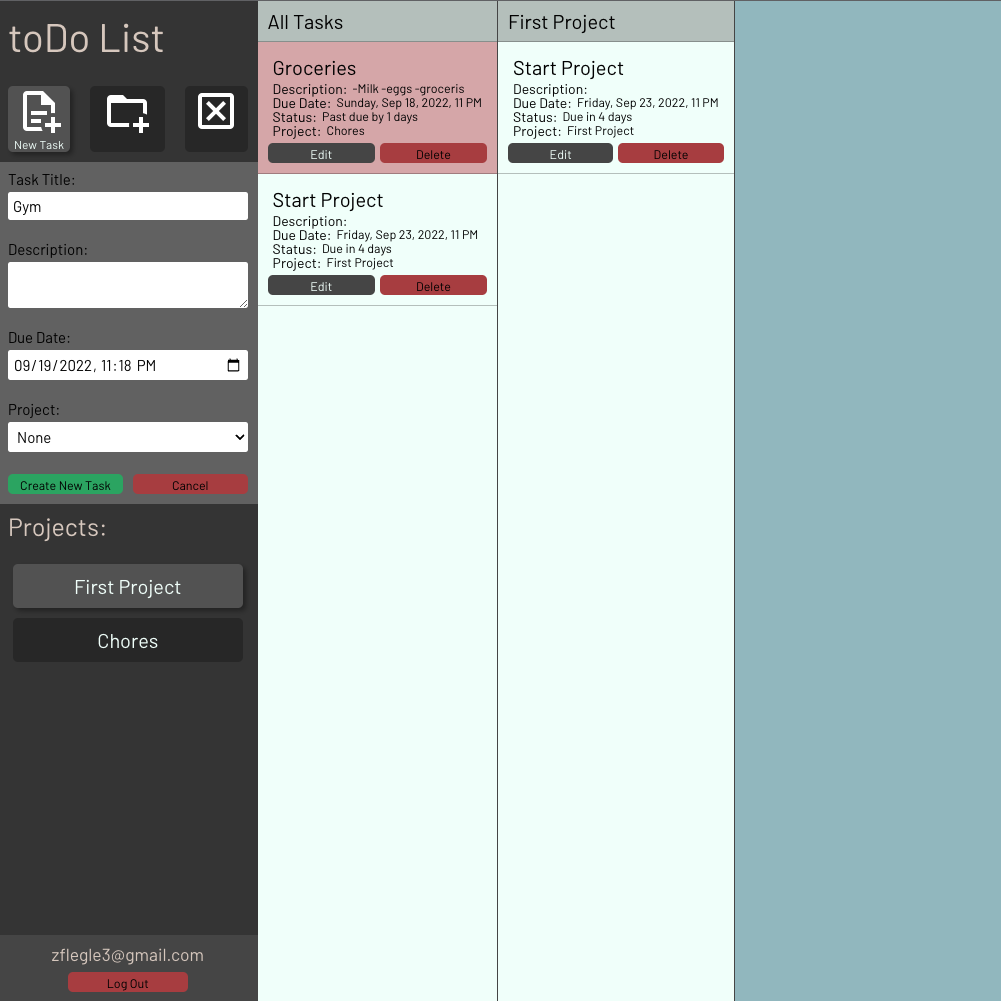 toDo List
New Task
Task Title:
Gym
Description:
Due Date:
09/19/2022, 11:18 PM
Project:
None
Create New Task
Cancel
Projects:
First Project
Chores
zflegle3@gmail.com
Log Out
All Tasks
Groceries
Description: -Milk -eggs -groceris
Due Date: Sunday, Sep 18, 2022, 11 PM
Status: Past due by 1 days
Project: Chores
Edit
Delete
Start Project
Description:
Due Date: Friday, Sep 23, 2022, 11 PM
Status: Due in 4 days
Project: First Project
Edit
Delete
First Project
Start Project
Description:
Due Date: Friday, Sep 23, 2022, 11 PM
Status: Due in 4 days
Project: First Project
Edit
Delete